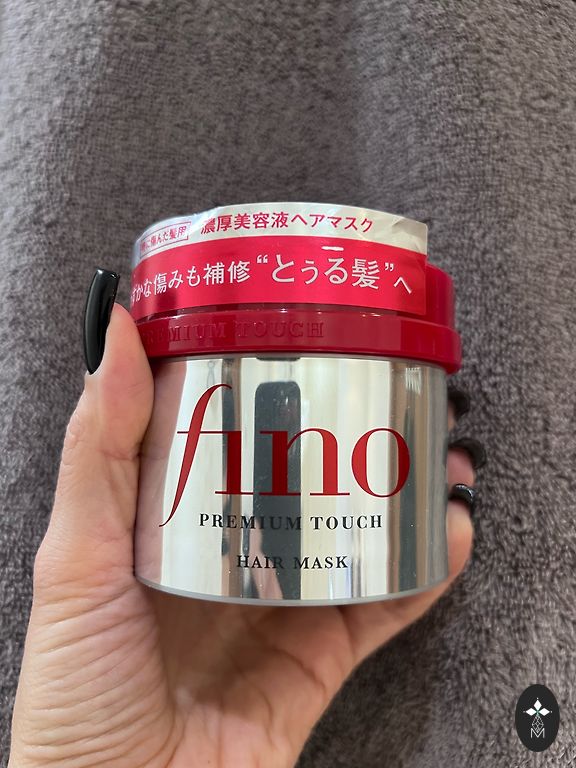 濃厚美容液ヘアマスク
な傷みも補修“とぅる髪”へ
PREMIUM TOUCH
fino
PREMIUM TOUCH
HAIR MASK
M